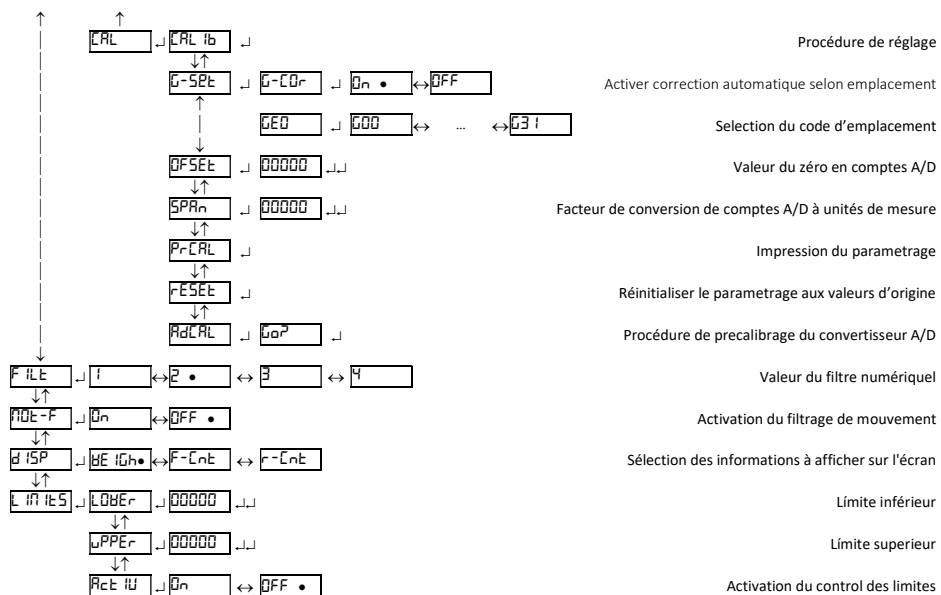 CAL CALib Procédure de réglage
G-SPt G-COr On • OFF Activer correction automatique selon emplacement
GEO G00 ... G31 Selection du code d'emplacement
OFSEt 00000 Valeur du zéro en comptes A/D
SPAn 00000 Facteur de conversion de comptes A/D à unités de mesure
PrCAL Impression du parametrage
rESEt Réinitialiser le parametrage aux valeurs d'origine
AdCAL Go? Procédure de precalibrage du convertisseur A/D
FILt 1 2 • 3 4 Valeur du filtre numériquel
MOt-F On OFF • Activation du filtrage de mouvement
dISP WEIGh• F-Cnt r-Cnt Sélection des informations à afficher sur l'écran
LIMItS LOWEr 00000 Límite inférieur
uPPEr 00000 Límite superieur
ActIV On OFF • Activation du control des limites